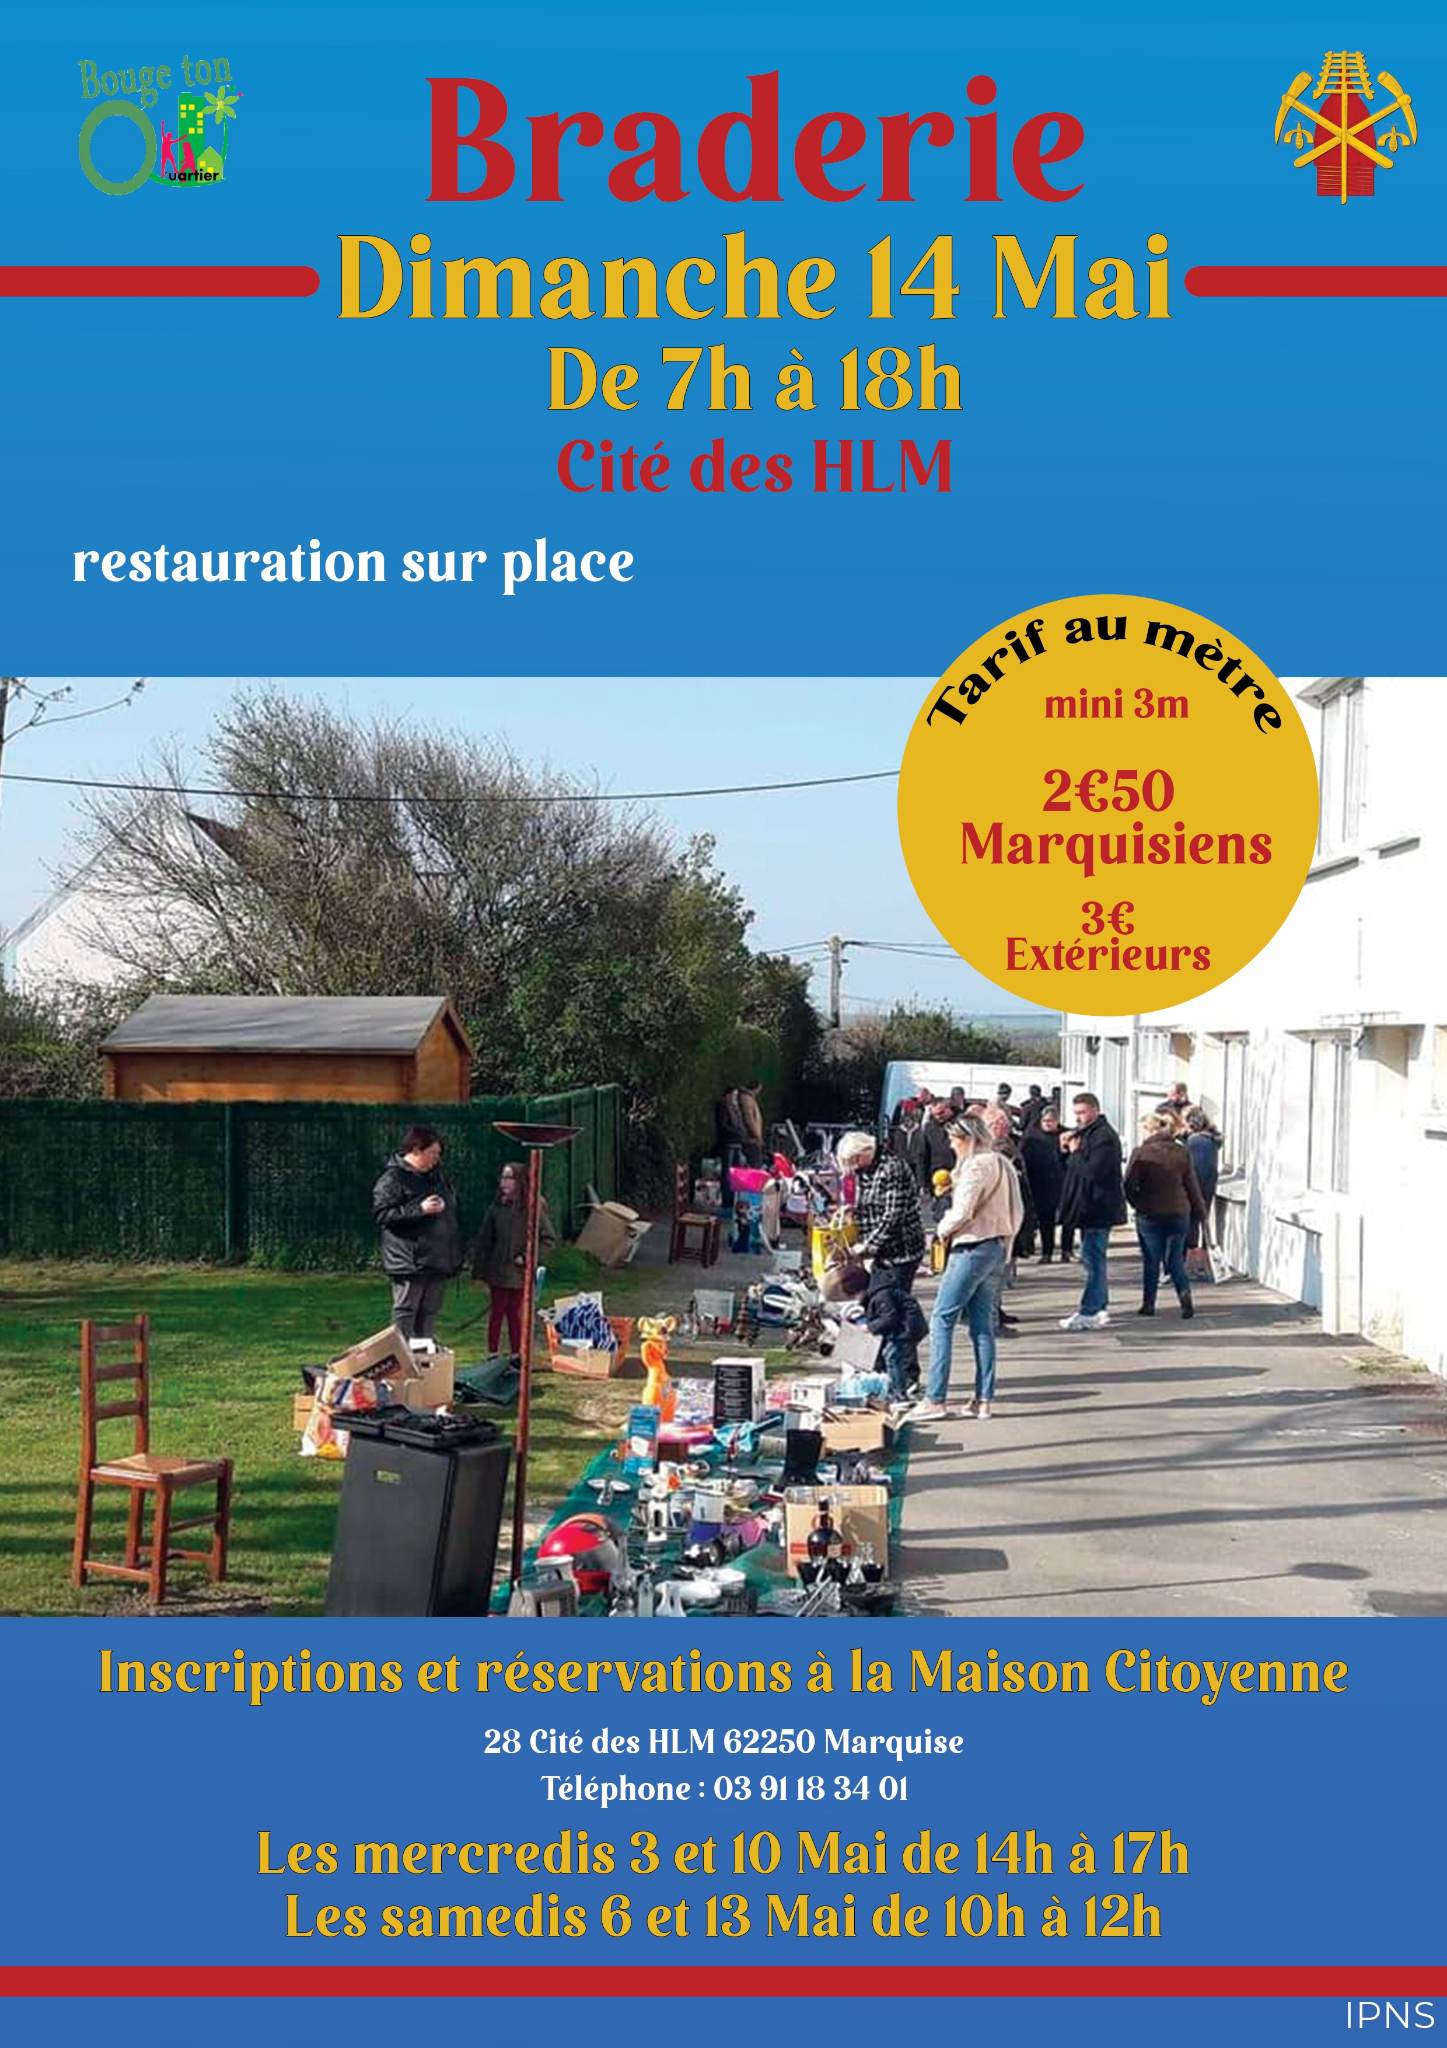 Bouge ton
Quartier
Braderie
Dimanche 14 Mai
De 7h à 18h
Cité des HLM
restauration sur place
Tarif au mètre
mini 3m
2€50
Marquisiens
3€
Extérieurs
Inscriptions et réservations à la Maison Citoyenne
28 Cité des HLM 62250 Marquise
Téléphone : 03 91 18 34 01
Les mercredis 3 et 10 Mai de 14h à 17h
Les samedis 6 et 13 Mai de 10h à 12h
IPNS